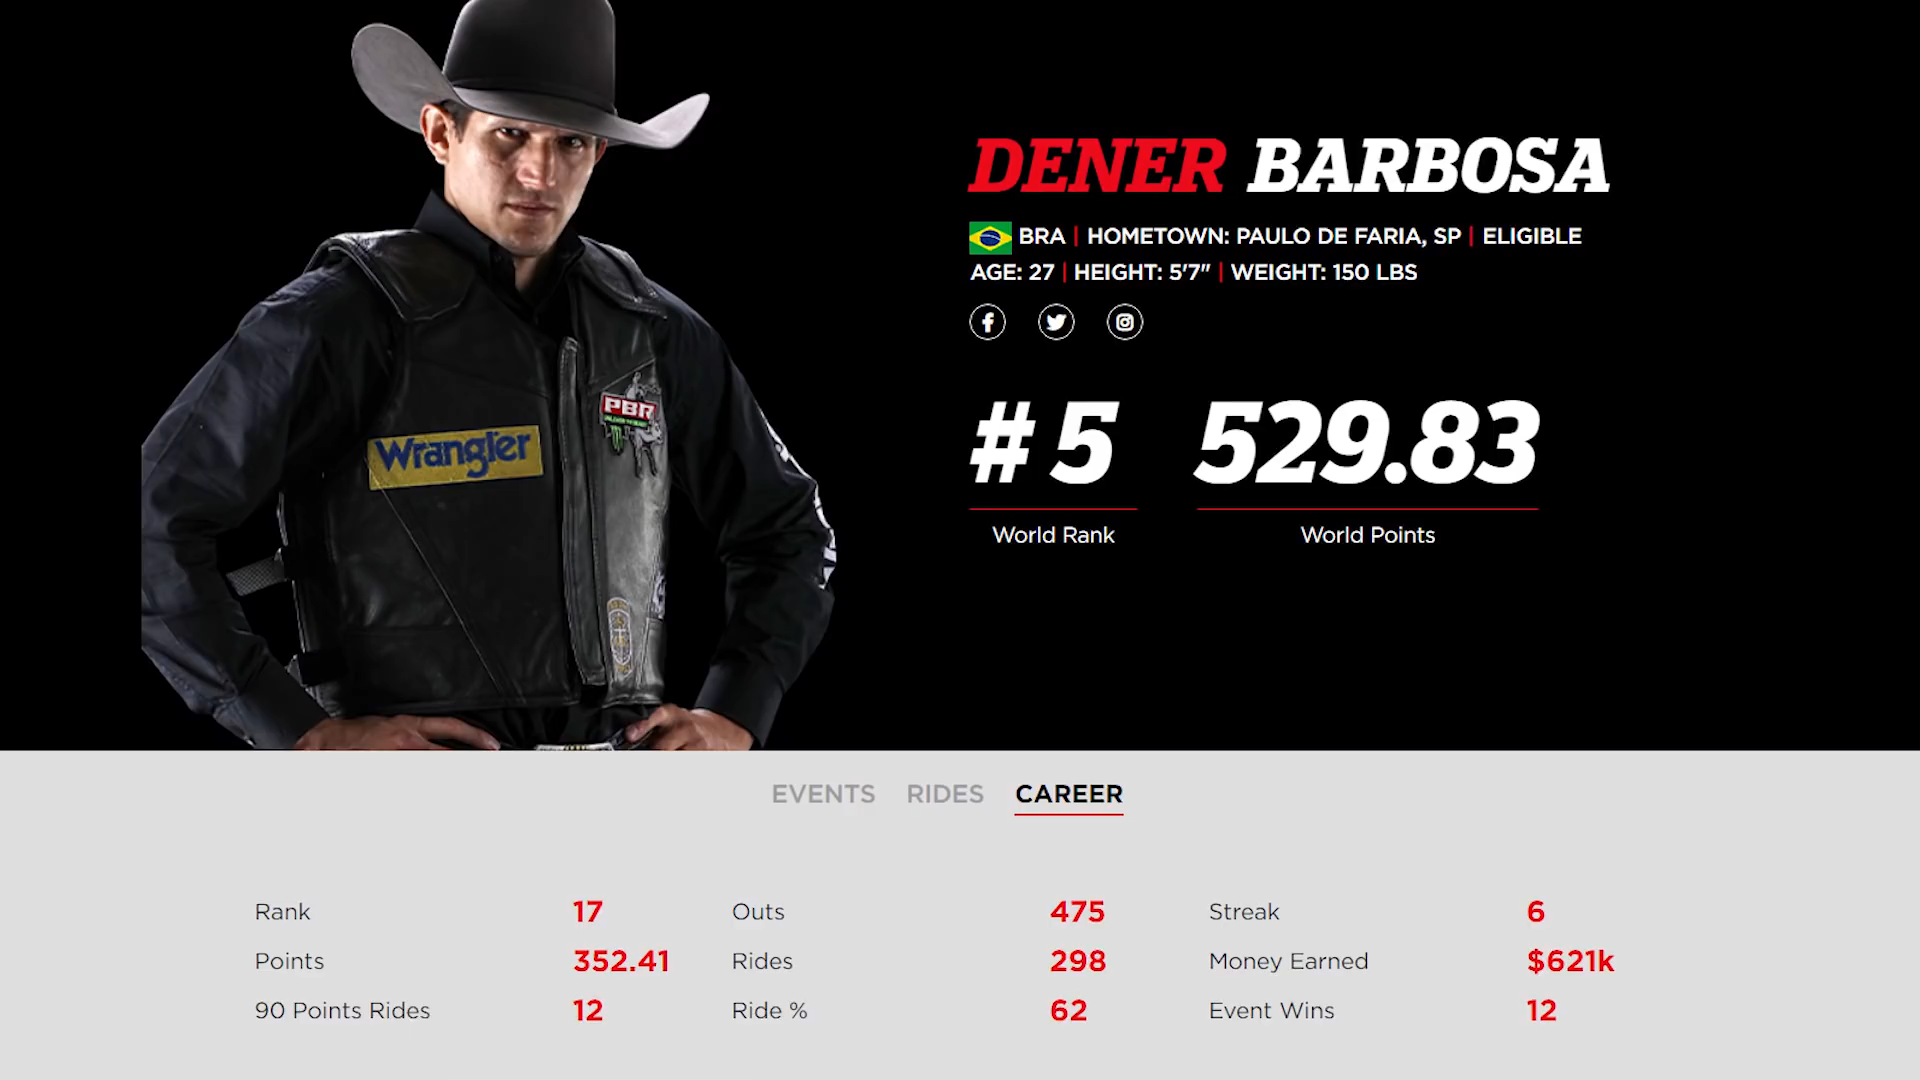 DENER BARBOSA
BRA | HOMETOWN: PAULO DE FARIA, SP | ELIGIBLE
AGE: 27 | HEIGHT: 5'7" | WEIGHT: 150 LBS
#5 529.83
World Rank World Points
Wrangler
PBR
EVENTS RIDES CAREER
Rank 17 Outs 475 Streak 6
Points 352.41 Rides 298 Money Earned $621k
90 Points Rides 12 Ride % 62 Event Wins 12